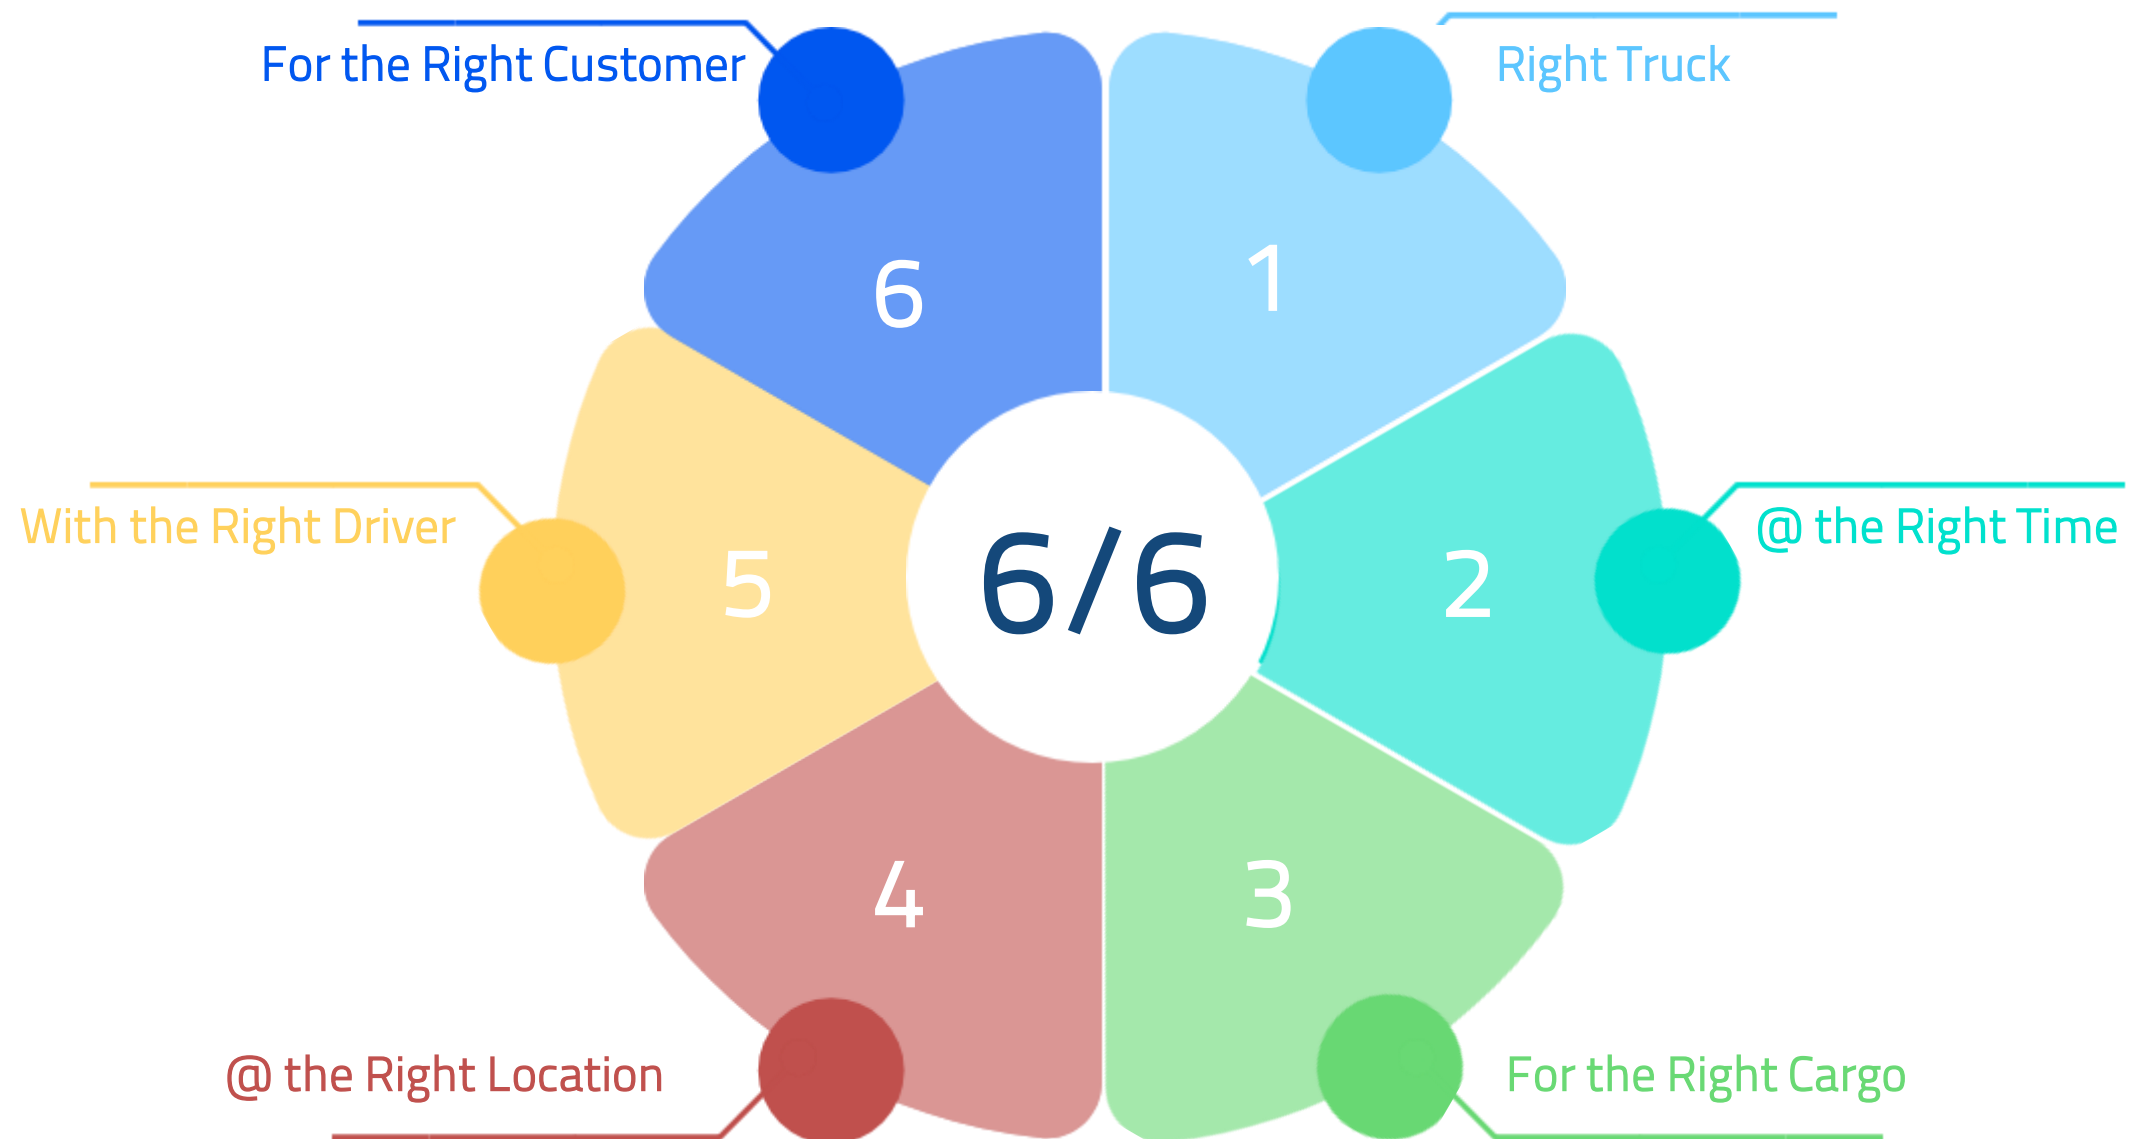 For the Right Customer
Right Truck
6
1
With the Right Driver
@ the Right Time
5
6/6
2
4
3
@ the Right Location
For the Right Cargo